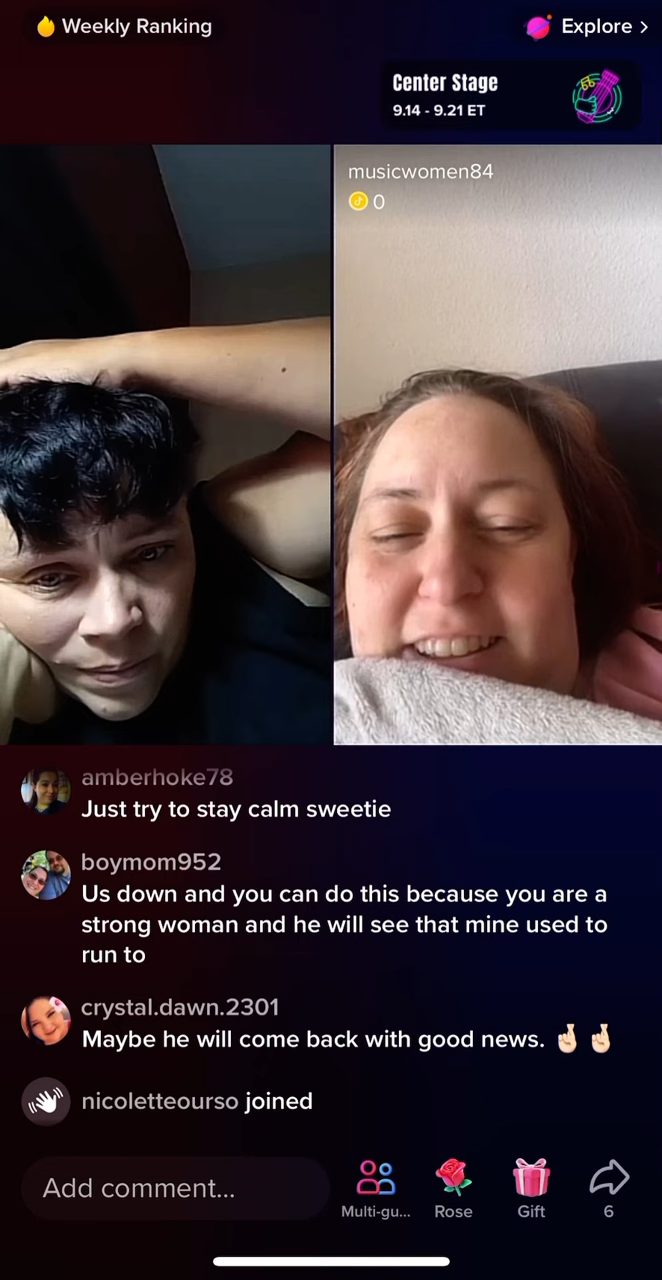 Weekly Ranking
Explore >
Center Stage
9.14 - 9.21 ET
musicwomen84
0
amberhoke78
Just try to stay calm sweetie
boymom952
Us down and you can do this because you are a
strong woman and he will see that mine used to
run to
crystal.dawn.2301
Maybe he will come back with good news. 🤞🏻🤞🏻
nicoletteourso joined
Add comment...
Multi-gu...
Rose
Gift
6